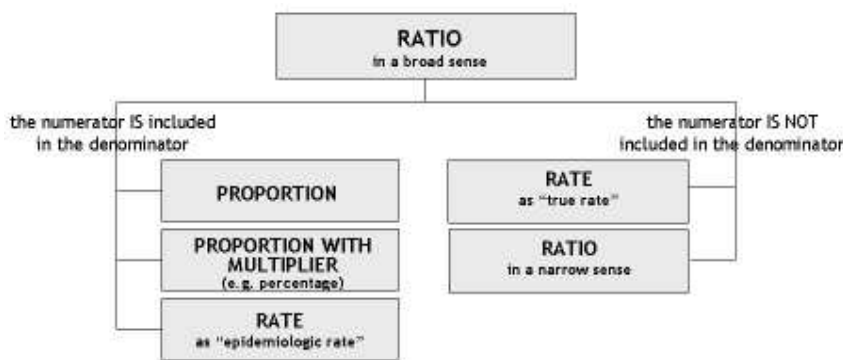 RATIO
in a broad sense
the numerator IS included
in the denominator
the numerator IS NOT
included in the denominator
PROPORTION
PROPORTION WITH
MULTIPLIER
(e.g. percentage)
RATE
as "epidemiologic rate"
RATE
as "true rate"
RATIO
in a narrow sense